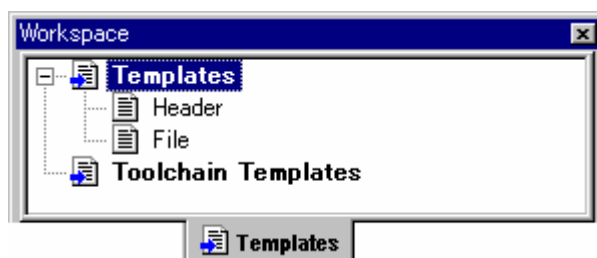 Workspace
Templates
Header
File
Toolchain Templates
Templates